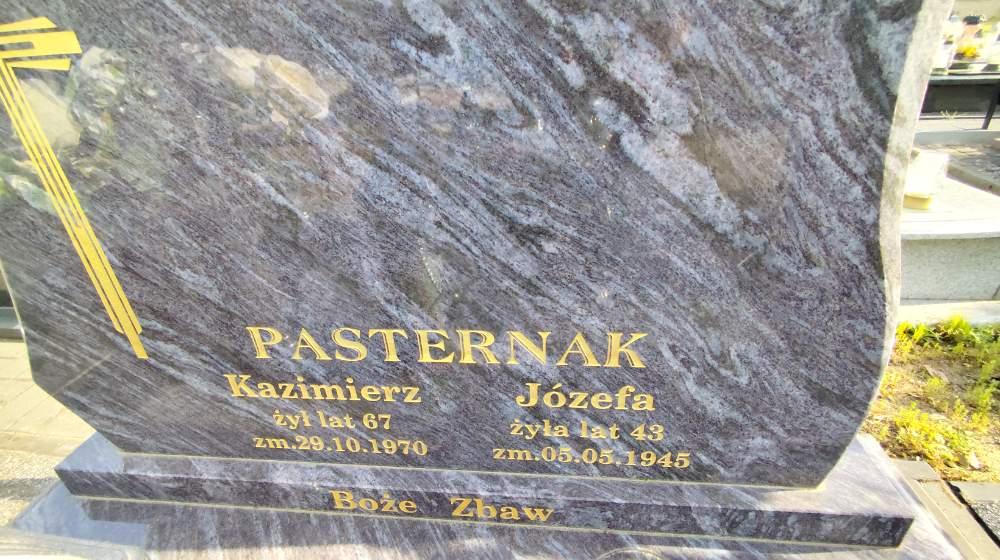 PASTERNAK
Kazimierz Józefa
żył lat 67 żyła lat 43
zm.29.10.1970 zm.05.05.1945
Boże Zbaw